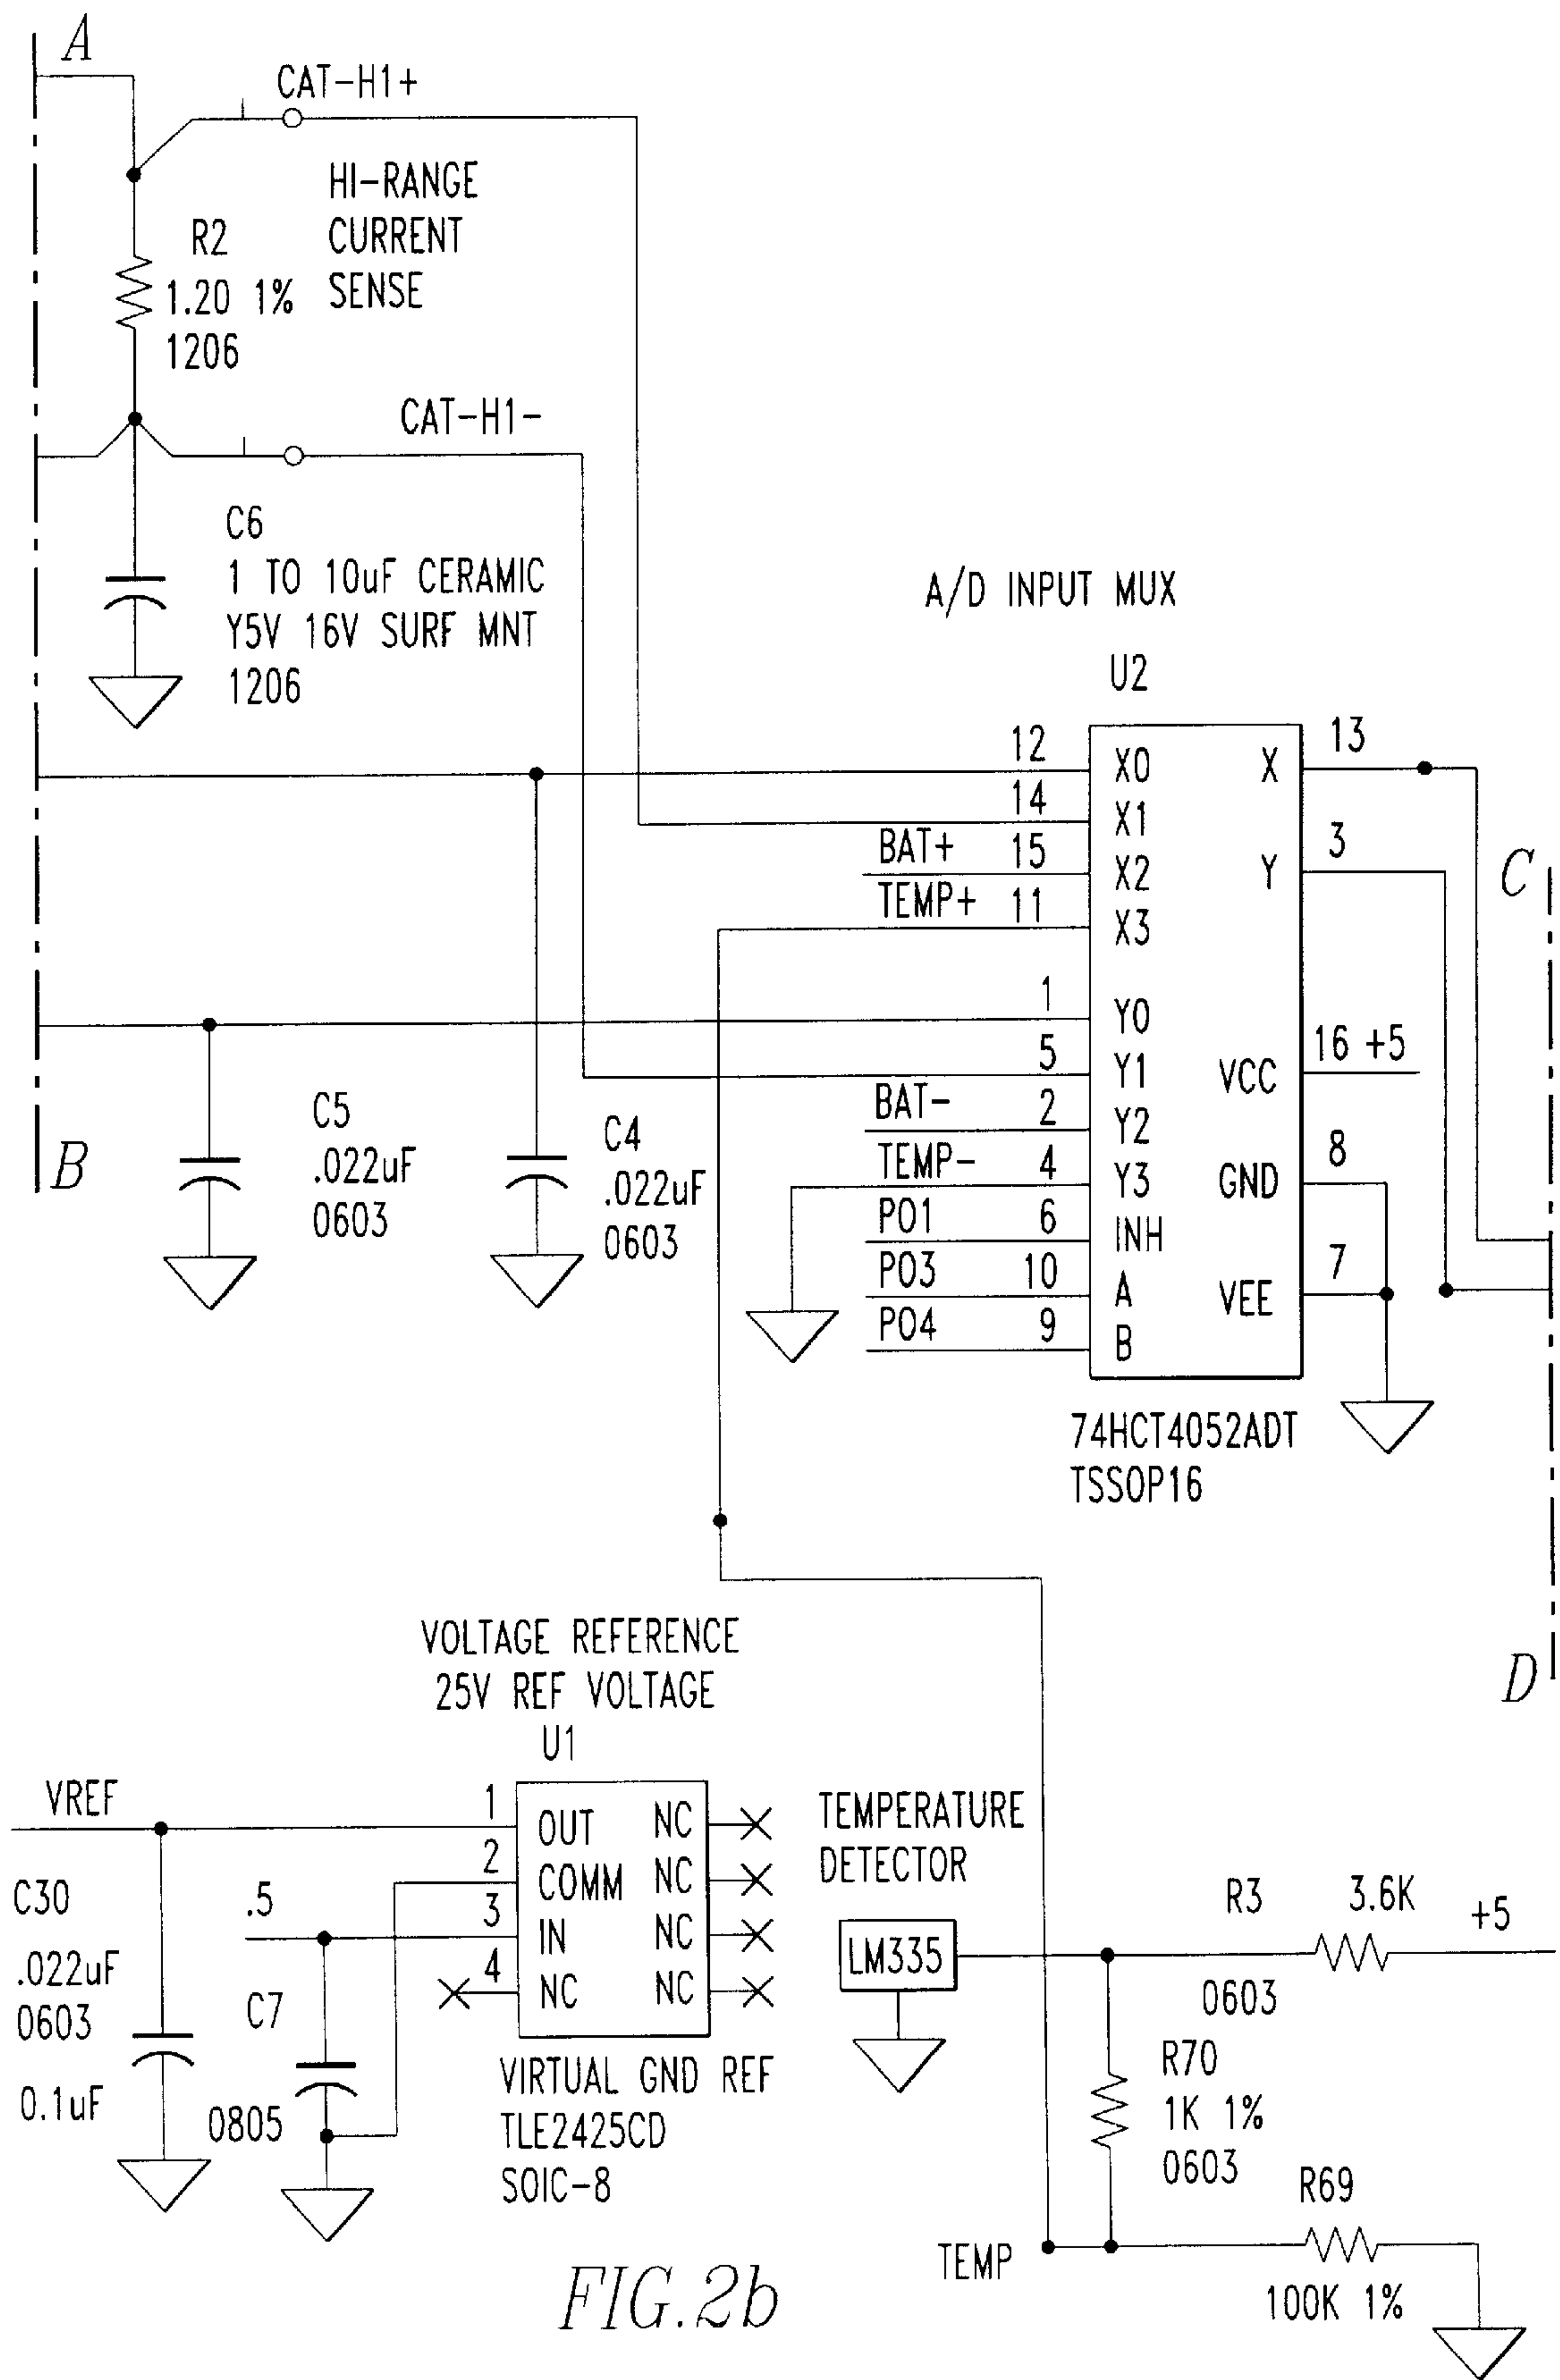 A
CAT-H1+
HI-RANGE
CURRENT
SENSE
R2
1.20 1%
1206
CAT-H1-
C6
1 TO 10uF CERAMIC
Y5V 16V SURF MNT
1206
A/D INPUT MUX
U2
12 X0 X 13
14 X1
BAT+ 15 X2 Y 3
TEMP+ 11 X3
C
1 Y0
5 Y1 VCC 16 +5
BAT- 2 Y2
TEMP- 4 Y3 GND 8
PO1 6 INH
PO3 10 A VEE 7
PO4 9 B
74HCT4052ADT
TSSOP16
B
C5
.022uF
0603
C4
.022uF
0603
D
VOLTAGE REFERENCE
25V REF VOLTAGE
U1
VREF
1 OUT NC
2 COMM NC
3 IN NC
4 NC NC
C30
.022uF
0603
0.1uF
.5
C7
0805
VIRTUAL GND REF
TLE2425CD
SOIC-8
TEMPERATURE
DETECTOR
LM335
R3 3.6K +5
0603
R70
1K 1%
0603
R69
TEMP
100K 1%
FIG.2b